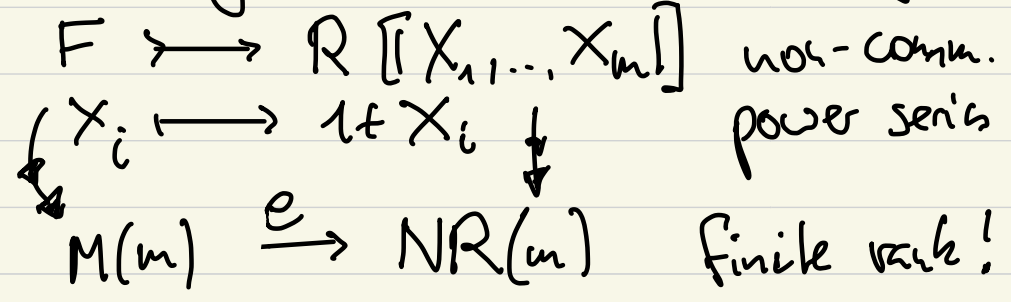 F ↣ R [[X₁,..., Xₘ]] non-comm.
xᵢ ⟼ 1+Xᵢ power series
M(m) —e→ NR(m) finite rank!